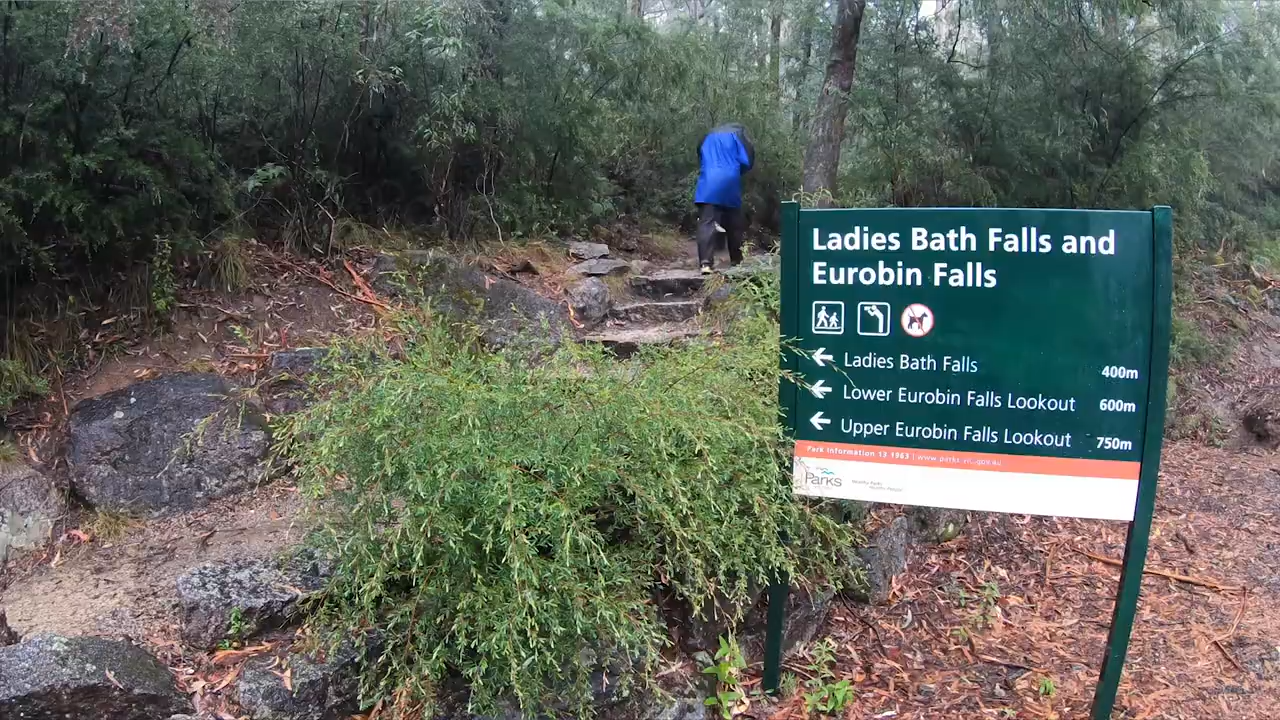 Ladies Bath Falls and
Eurobin Falls
Ladies Bath Falls 400m
Lower Eurobin Falls Lookout 600m
Upper Eurobin Falls Lookout 750m
Park Information 13 1963 | www.parks.vic.gov.au
Parks